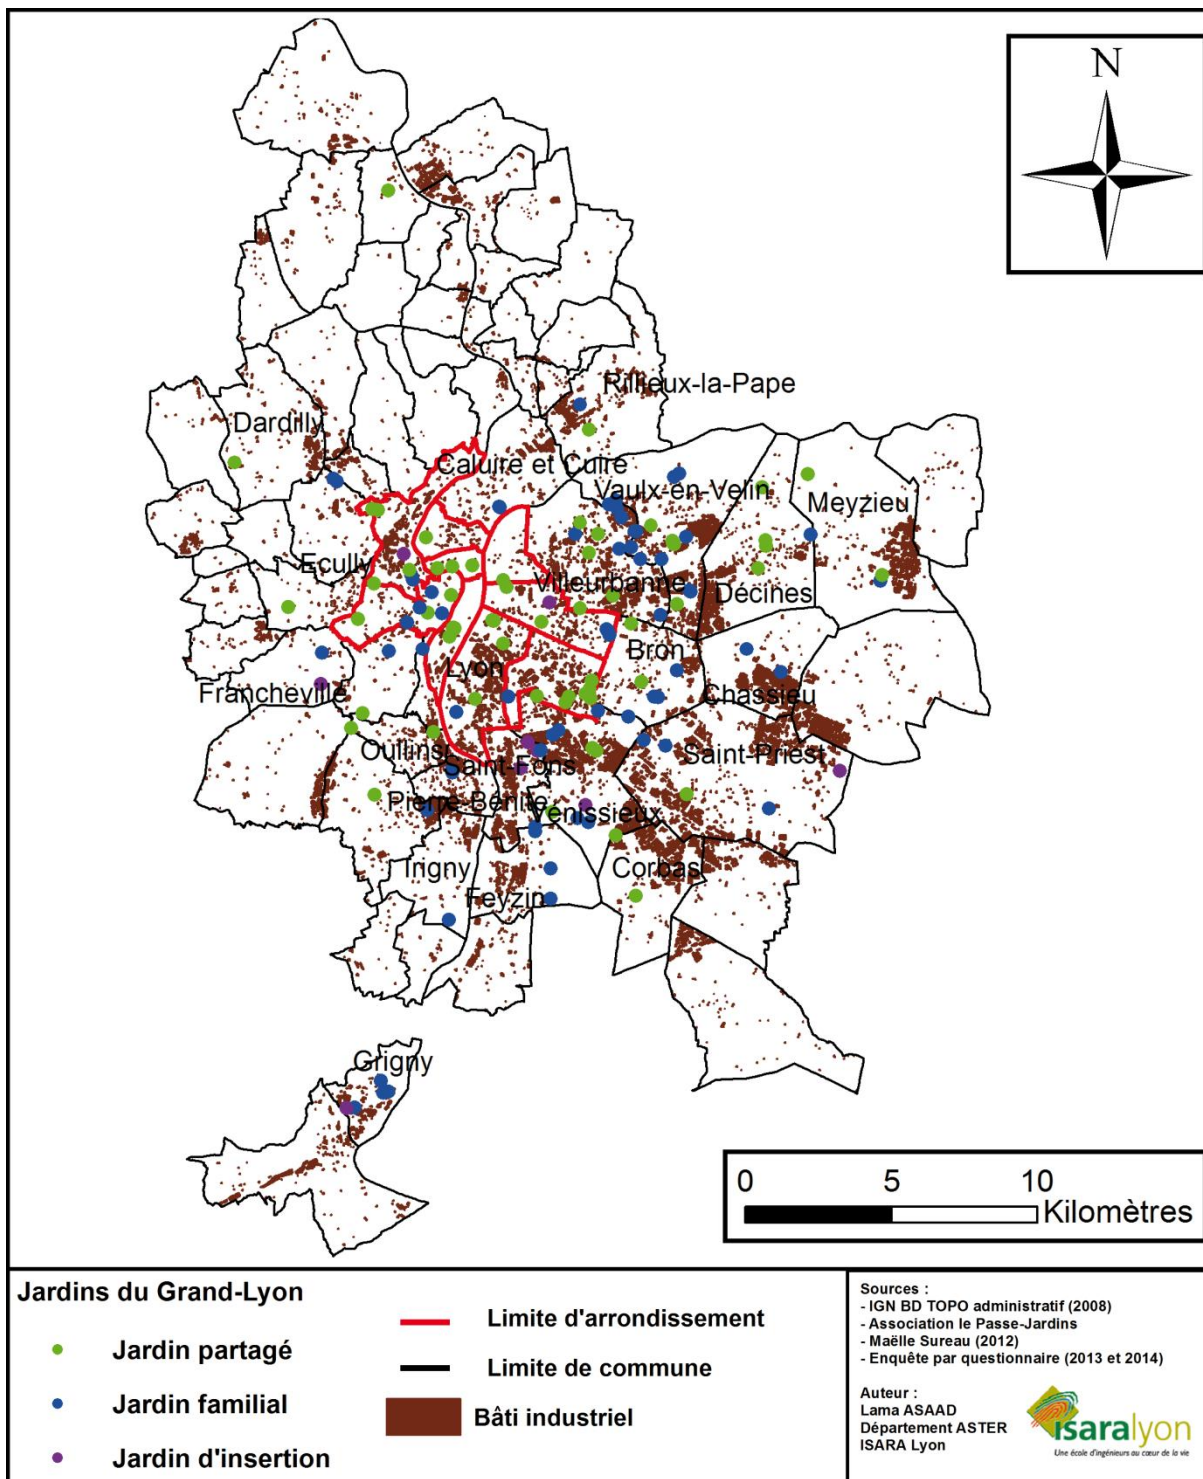 N
Rillieux-la-Pape
Dardilly
Caluire et Cuire
Vaulx-en-Velin
Meyzieu
Ecully
Villeurbanne
Décines
Bron
Lyon
Francheville
Chassieu
Oullins
Saint-Priest
Saint-Fons
Pierre-Bénite
Vénissieux
Irigny
Corbas
Feyzin
Grigny
0 5 10
Kilomètres
Jardins du Grand-Lyon
Jardin partagé
Jardin familial
Jardin d'insertion
Limite d'arrondissement
Limite de commune
Bâti industriel
Sources :
- IGN BD TOPO administratif (2008)
- Association le Passe-Jardins
- Maëlle Sureau (2012)
- Enquête par questionnaire (2013 et 2014)
Auteur :
Lama ASAAD
Département ASTER
ISARA Lyon
isaralyon
Une école d'ingénieurs au cœur de la vie